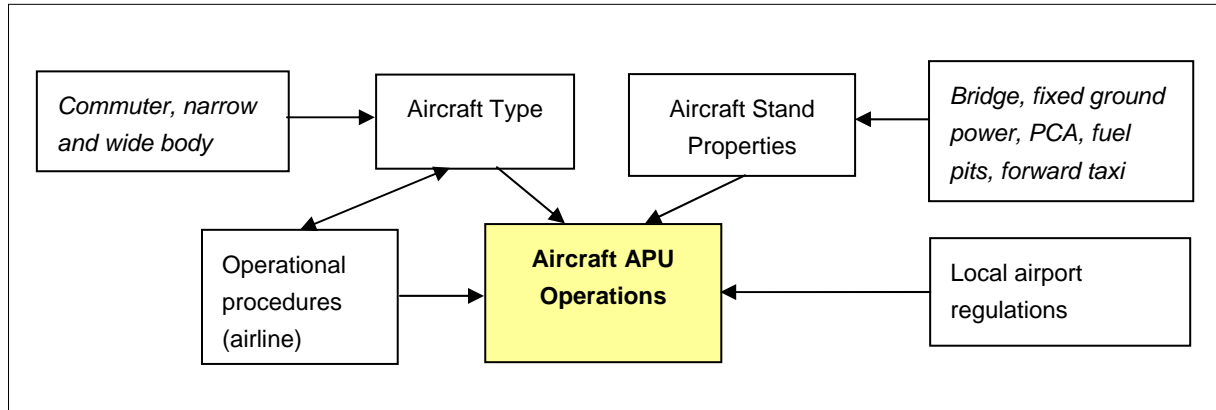 Commuter, narrow
and wide body
Aircraft Type
Aircraft Stand
Properties
Bridge, fixed ground
power, PCA, fuel
pits, forward taxi
Operational
procedures
(airline)
Aircraft APU
Operations
Local airport
regulations